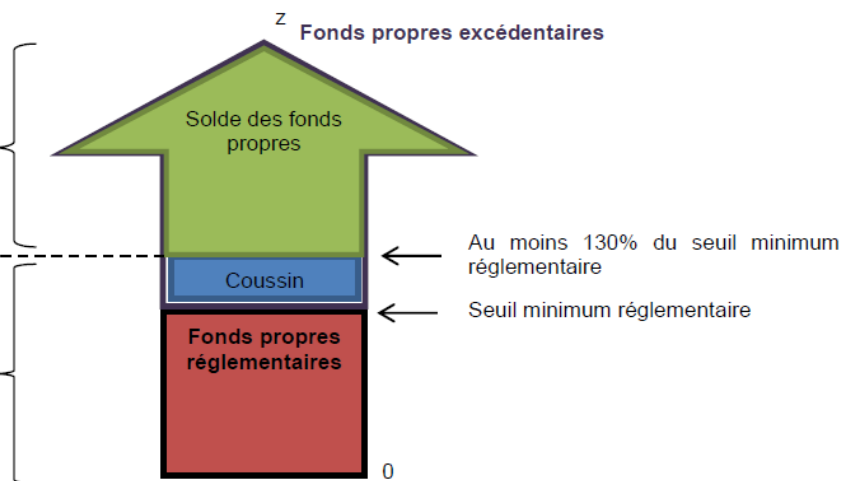 z
Fonds propres excédentaires
Solde des fonds
propres
Au moins 130% du seuil minimum
réglementaire
Coussin
Seuil minimum réglementaire
Fonds propres
réglementaires
0